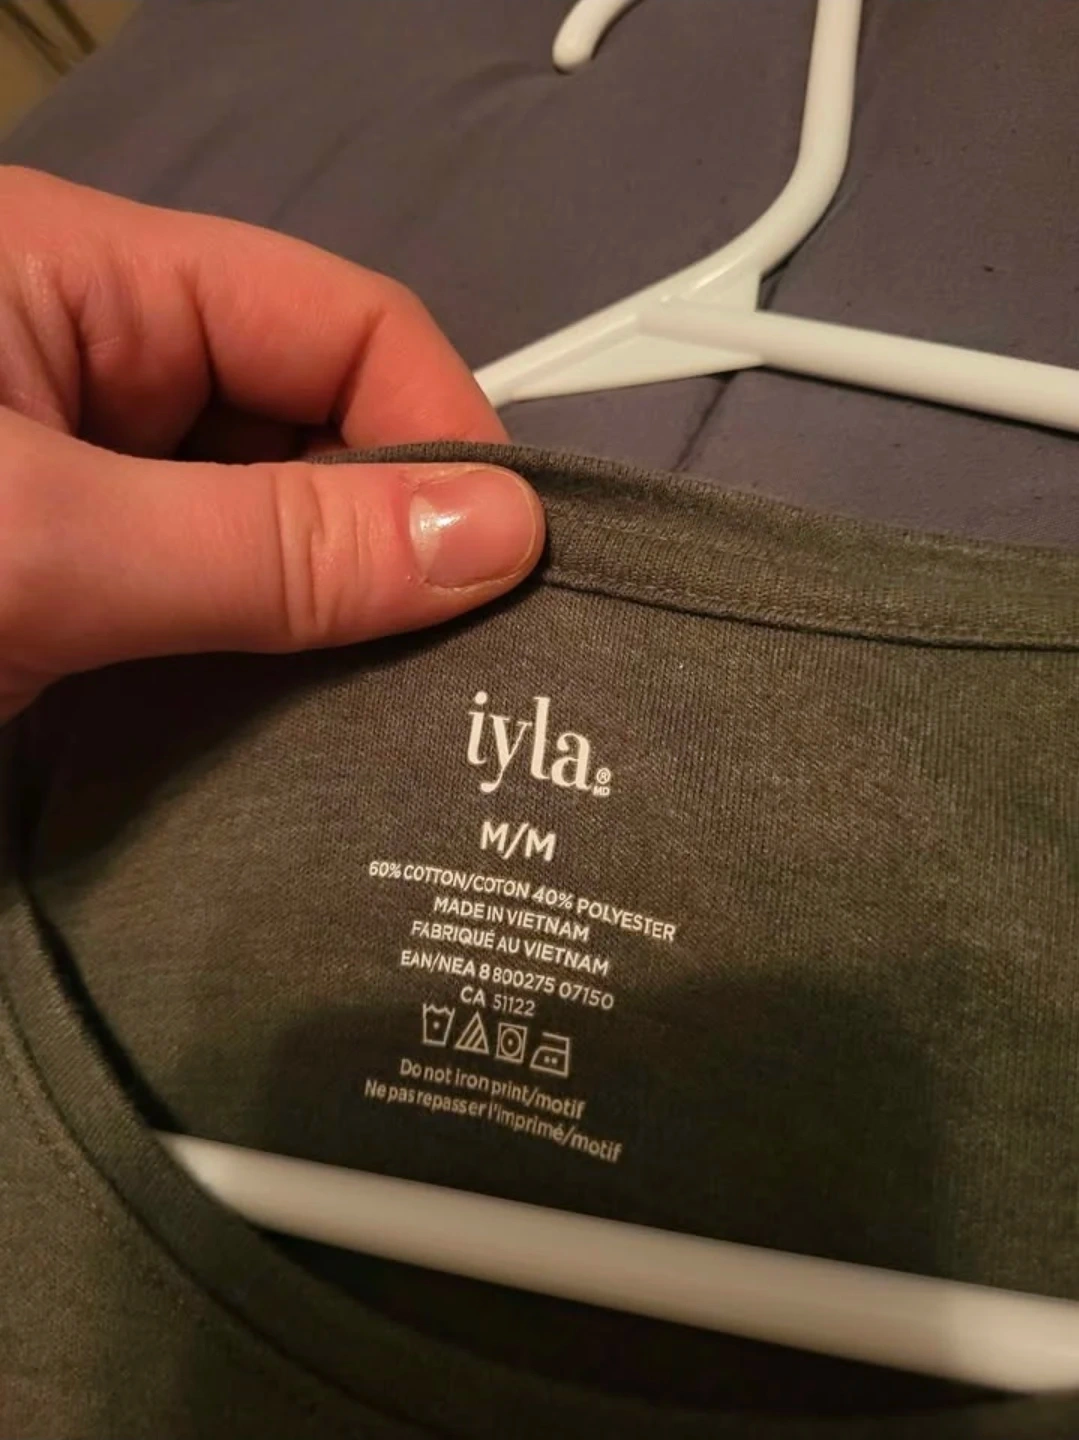 iyla®
MD
M/M
60% COTTON/COTON 40% POLYESTER
MADE IN VIETNAM
FABRIQUÉ AU VIETNAM
EAN/NEA 8 800275 07150
CA 51122
Do not iron print/motif
Ne pas repasser l'imprimé/motif